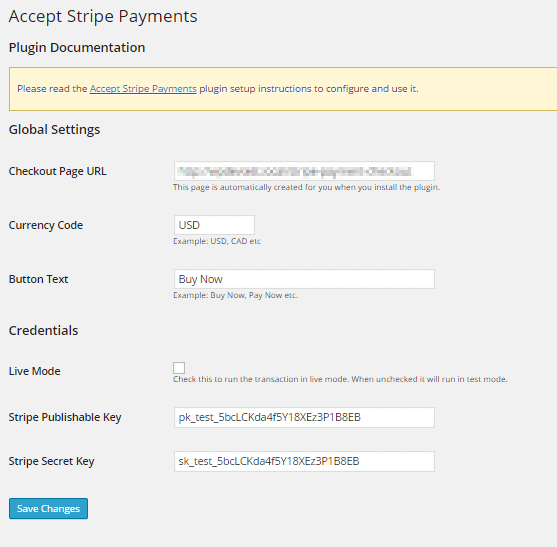 Accept Stripe Payments
Plugin Documentation
Please read the Accept Stripe Payments plugin setup instructions to configure and use it.
Global Settings
Checkout Page URL
This page is automatically created for you when you install the plugin.
Currency Code
USD
Example: USD, CAD etc
Button Text
Buy Now
Example: Buy Now, Pay Now etc.
Credentials
Live Mode
Check this to run the transaction in live mode. When unchecked it will run in test mode.
Stripe Publishable Key
pk_test_5bcLCKda4f5Y18XEz3P1B8EB
Stripe Secret Key
sk_test_5bcLCKda4f5Y18XEz3P1B8EB
Save Changes